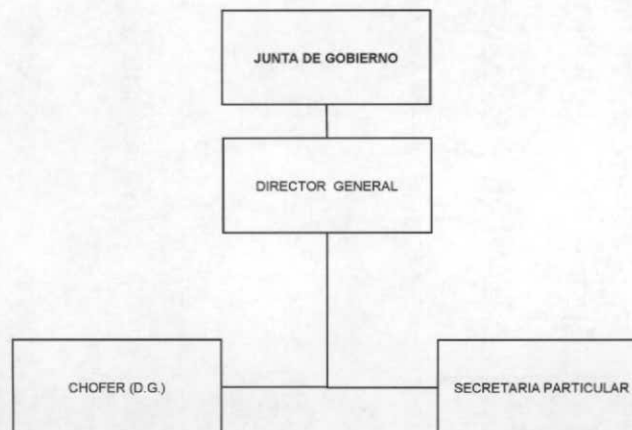 JUNTA DE GOBIERNO
DIRECTOR GENERAL
CHOFER (D.G.)
SECRETARIA PARTICULAR